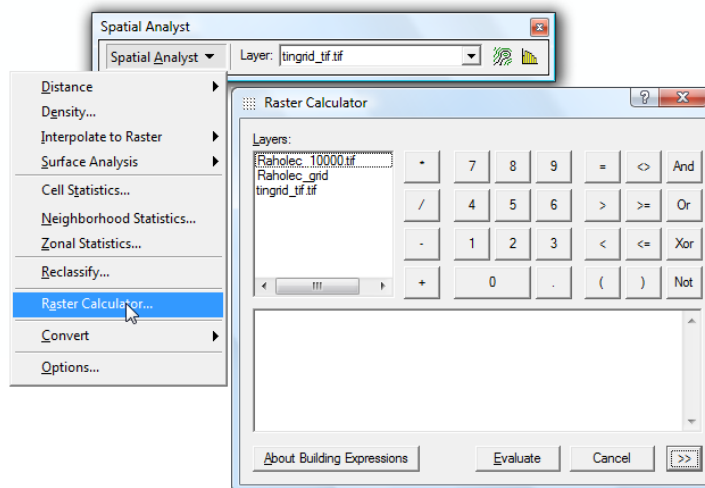 Spatial Analyst
Spatial Analyst Layer: tingrid_tif.tif
Distance
Density...
Interpolate to Raster
Surface Analysis
Cell Statistics...
Neighborhood Statistics...
Zonal Statistics...
Reclassify...
Raster Calculator...
Convert
Options...
Raster Calculator
Layers:
Raholec_10000.tif
Raholec_grid
tingrid_tif.tif
* 7 8 9 = <> And
/ 4 5 6 > >= Or
- 1 2 3 < <= Xor
+ 0 . ( ) Not
About Building Expressions Evaluate Cancel >>